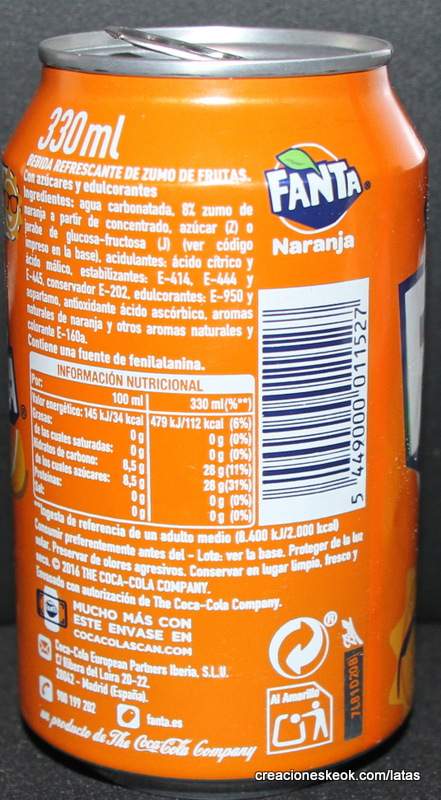 330ml
BEBIDA REFRESCANTE DE ZUMO DE FRUTAS.
Con azúcares y edulcorantes
Ingredientes: agua carbonatada, 8% zumo de
naranja a partir de concentrado, azúcar (Z) o
jarabe de glucosa-fructosa (J) (ver código
impreso en la base), acidulantes: ácido cítrico y
ácido málico, estabilizantes: E-414, E-444 y
E-445, conservador E-202, edulcorantes: E-950 y
aspartamo, antioxidante ácido ascórbico, aromas
naturales de naranja y otros aromas naturales y
colorante E-160a.
Contiene una fuente de fenilalanina.
INFORMACIÓN NUTRICIONAL
Por: 100 ml 330 ml(%**)
Valor energético: 145 kJ/34 kcal 479 kJ/112 kcal (6%)
Grasas: 0 g 0 g (0%)
de las cuales saturadas: 0 g 0 g (0%)
Hidratos de carbono: 8,5 g 28 g(11%)
de los cuales azúcares: 8,5 g 28 g(31%)
Proteínas: 0 g 0 g (0%)
Sal: 0 g 0 g (0%)
**Ingesta de referencia de un adulto medio (8.400 kJ/2.000 kcal)
Consumir preferentemente antes del - Lote: ver la base. Proteger de la luz
solar. Preservar de olores agresivos. Conservar en lugar limpio, fresco y
seco. © 2016 THE COCA-COLA COMPANY.
Envasado con autorización de The Coca-Cola Company.
MUCHO MÁS CON
ESTE ENVASE EN
COCACOLASCAN.COM
Coca-Cola European Partners Iberia, S.L.U.
C/ Ribera del Loira 20-22,
28042 - Madrid (España).
900 199 202
fanta.es
un producto de The Coca-Cola Company
FANTA®
Naranja
5 449000 011527
Al Amarillo
7L810208
creacioneskeok.com/latas